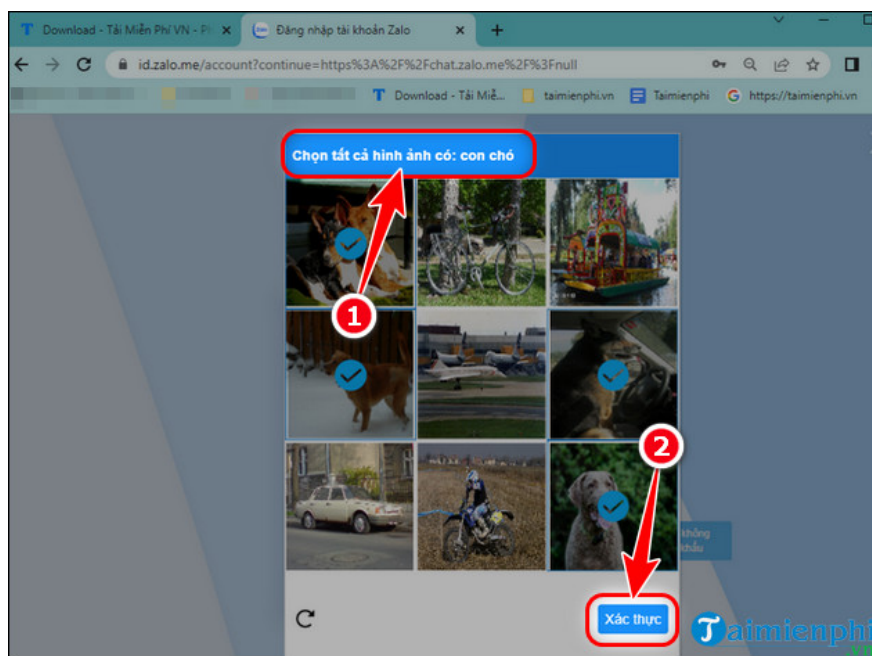 Download - Tải Miễn Phí VN - Ph
Đăng nhập tài khoản Zalo
id.zalo.me/account?continue=https%3A%2F%2Fchat.zalo.me%2F%3Fnull
Download - Tải Miễ...
taimienphi.vn
Taimienphi
https://taimienphi.vn
Chọn tất cả hình ảnh có: con chó
1
2
không
khẩu
Xác thực
Taimienphi
.vn